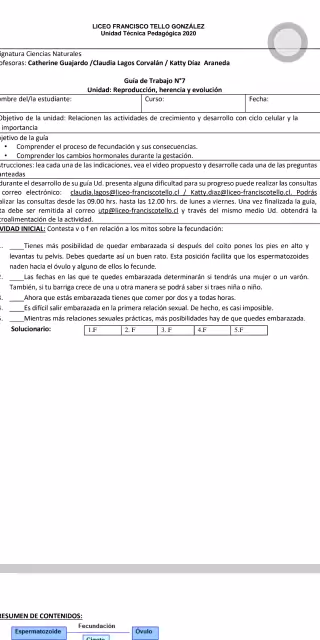 LICEO FRANCISCO TELLO GONZÁLEZ
Unidad Técnica Pedagógica 2020
ignatura Ciencias Naturales
ofesoras: Catherine Guajardo /Claudia Lagos Corvalán / Katty Díaz Araneda
Guía de Trabajo N°7
Unidad: Reproducción, herencia y evolución
ombre del/la estudiante: Curso: Fecha:
Objetivo de la unidad: Relacionen las actividades de crecimiento y desarrollo con ciclo celular y la
importancia
bjetivo de la guía
• Comprender el proceso de fecundación y sus consecuencias.
• Comprender los cambios hormonales durante la gestación.
strucciones: lea cada una de las indicaciones, vea el video propuesto y desarrolle cada una de las preguntas
anteadas
durante el desarrollo de su guía Ud. presenta alguna dificultad para su progreso puede realizar las consultas
correo electrónico: claudia.lagos@liceo-franciscotello.cl / Katty.diaz@liceo-franciscotello.cl. Podrás
alizar las consultas desde las 09.00 hrs. hasta las 12.00 hrs. de lunes a viernes. Una vez finalizada la guía,
ta debe ser remitida al correo utp@liceo-franciscotello.cl y través del mismo medio Ud. obtendrá la
troalimentación de la actividad.
VIDAD INICIAL: Contesta v o f en relación a los mitos sobre la fecundación:
. ____Tienes más posibilidad de quedar embarazada si después del coito pones los pies en alto y
levantas tu pelvis. Debes quedarte así un buen rato. Esta posición facilita que los espermatozoides
naden hacia el óvulo y alguno de ellos lo fecunde.
. ____Las fechas en las que te quedes embarazada determinarán si tendrás una mujer o un varón.
También, si tu barriga crece de una u otra manera se podrá saber si traes niña o niño.
. ____Ahora que estás embarazada tienes que comer por dos y a todas horas.
. ____Es difícil salir embarazada en la primera relación sexual. De hecho, es casi imposible.
. ____Mientras más relaciones sexuales prácticas, más posibilidades hay de que quedes embarazada.
Solucionario: 1.F 2. F 3. F 4.F 5.F
RESUMEN DE CONTENIDOS:
Fecundación
Espermatozoide Óvulo
Cigoto